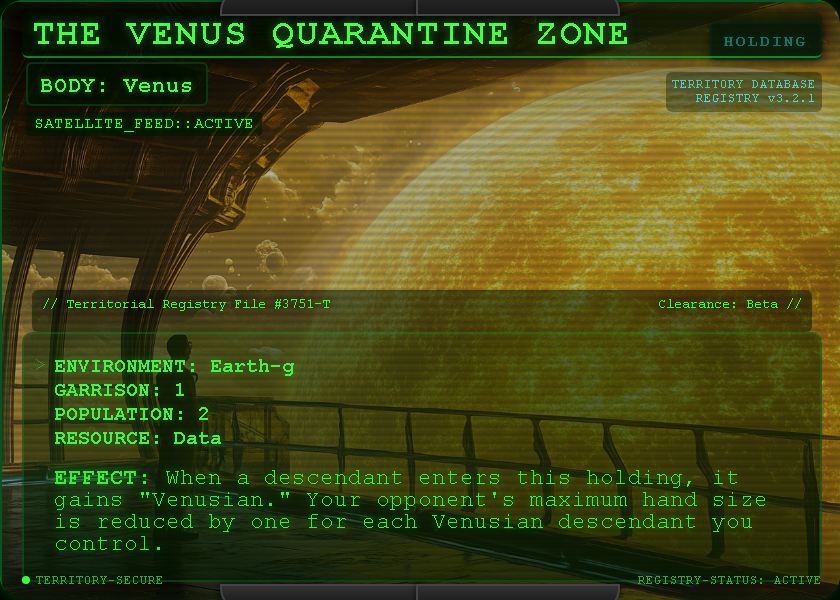 THE VENUS QUARANTINE ZONE
HOLDING
BODY: Venus
TERRITORY DATABASE
REGISTRY v3.2.1
SATELLITE_FEED::ACTIVE
// Territorial Registry File #3751-T
Clearance: Beta //
> ENVIRONMENT: Earth-g
GARRISON: 1
POPULATION: 2
RESOURCE: Data
EFFECT: When a descendant enters this holding, it
gains "Venusian." Your opponent's maximum hand size
is reduced by one for each Venusian descendant you
control.
TERRITORY-SECURE
REGISTRY-STATUS: ACTIVE